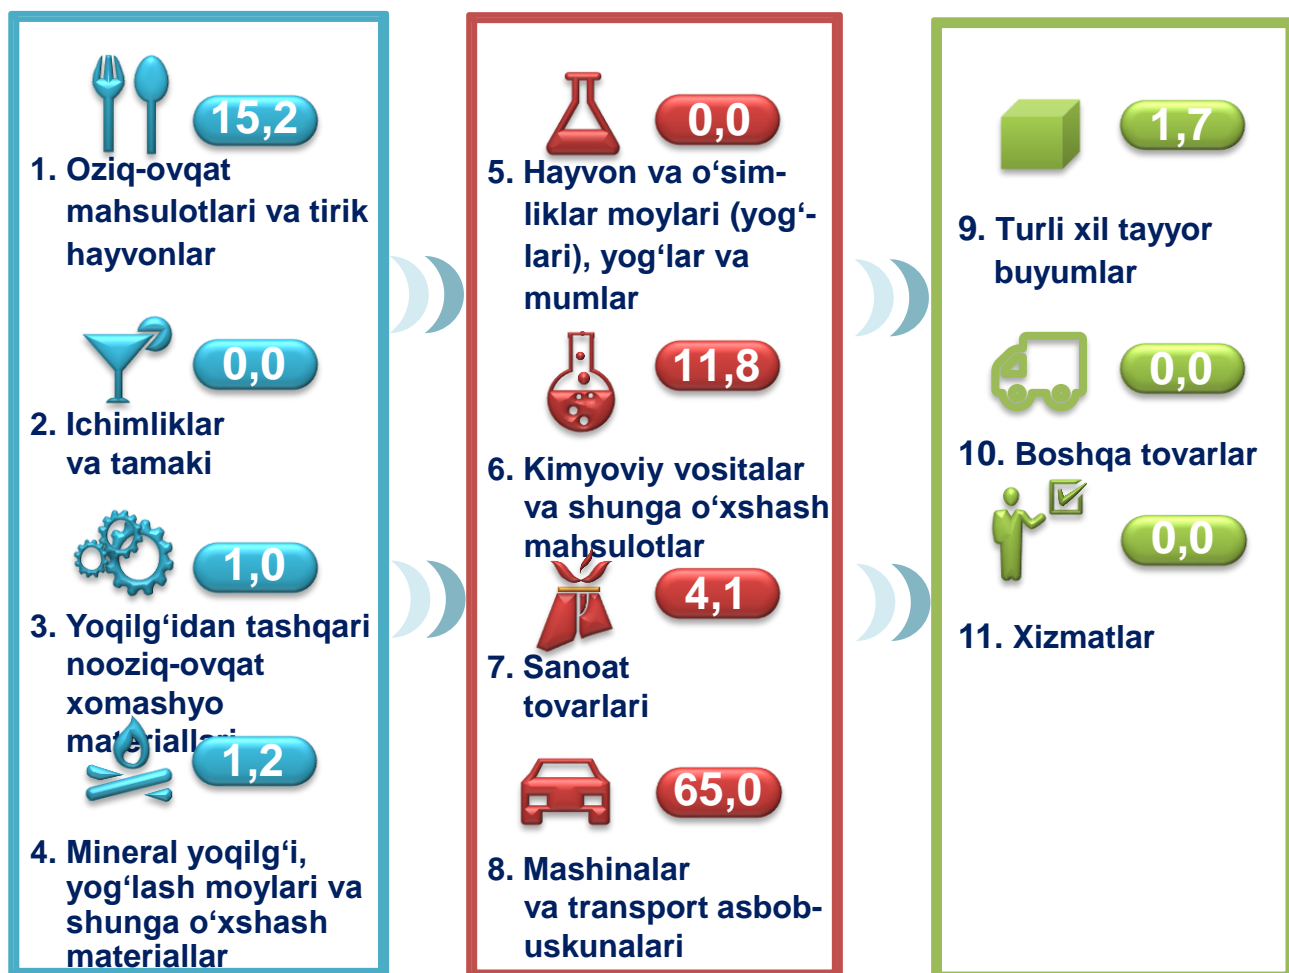 15,2
1. Oziq-ovqat
mahsulotlari va tirik
hayvonlar
0,0
2. Ichimliklar
va tamaki
1,0
3. Yoqilg‘idan tashqari
nooziq-ovqat
xomashyo
materiallari
1,2
4. Mineral yoqilg‘i,
yog‘lash moylari va
shunga o‘xshash
materiallar
0,0
5. Hayvon va o‘sim-
liklar moylari (yog‘-
lari), yog‘lar va
mumlar
11,8
6. Kimyoviy vositalar
va shunga o‘xshash
mahsulotlar
4,1
7. Sanoat
tovarlari
65,0
8. Mashinalar
va transport asbob-
uskunalari
1,7
9. Turli xil tayyor
buyumlar
0,0
10. Boshqa tovarlar
0,0
11. Xizmatlar